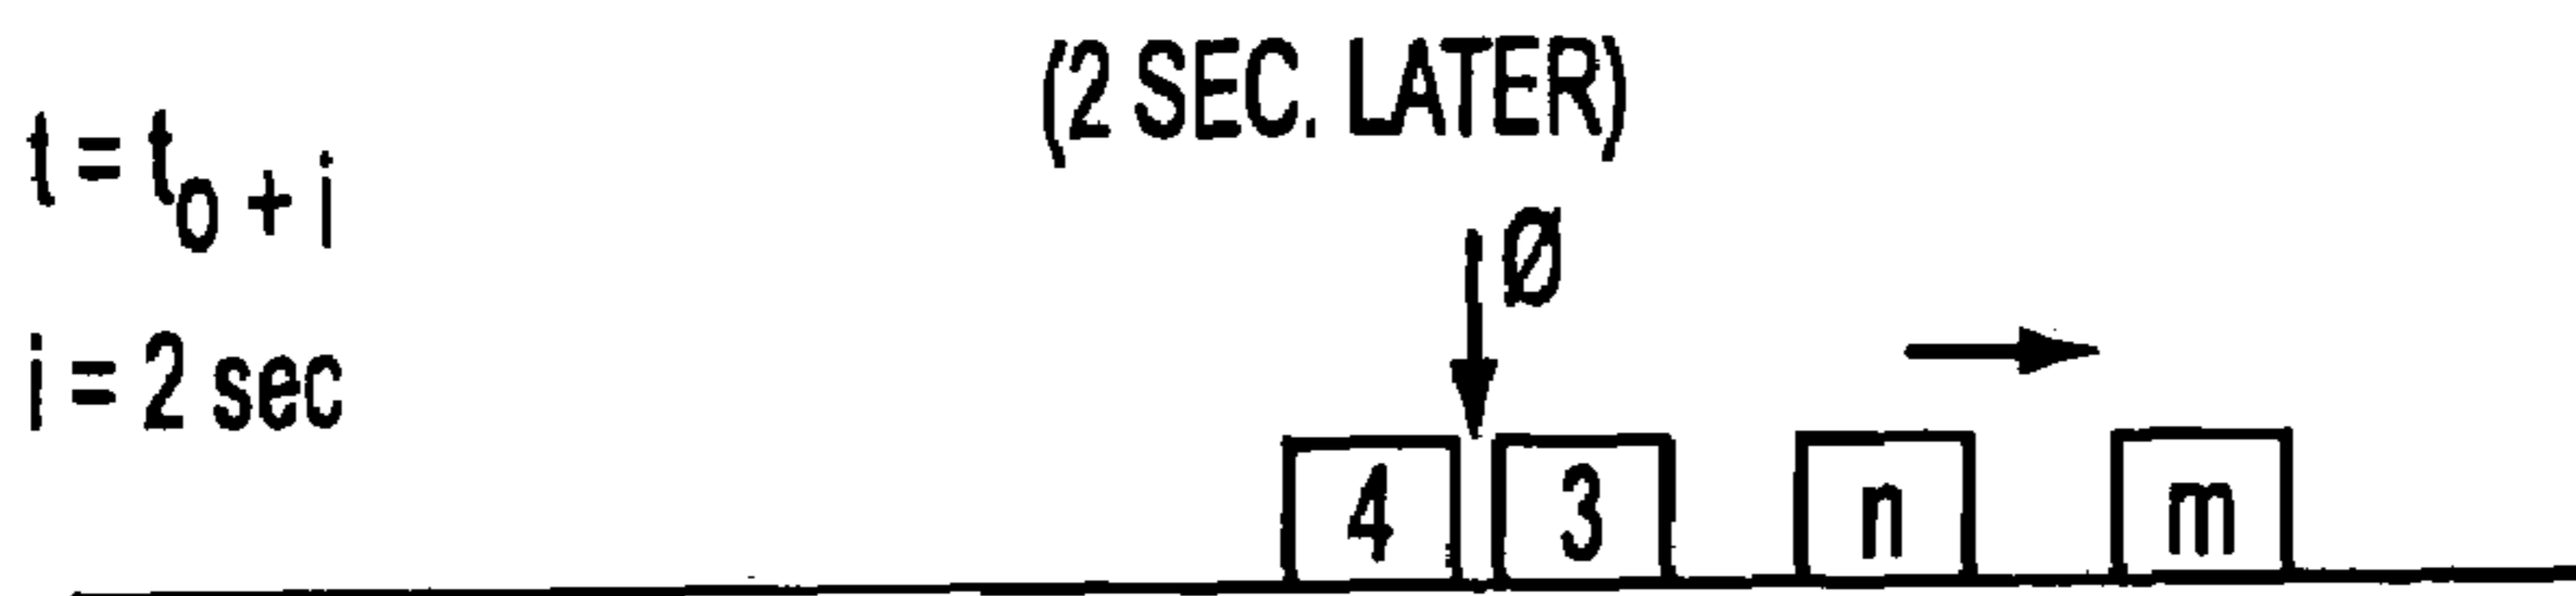 (2 SEC. LATER)
t = t₀ + i
Ø
i = 2 sec
4 3 n m